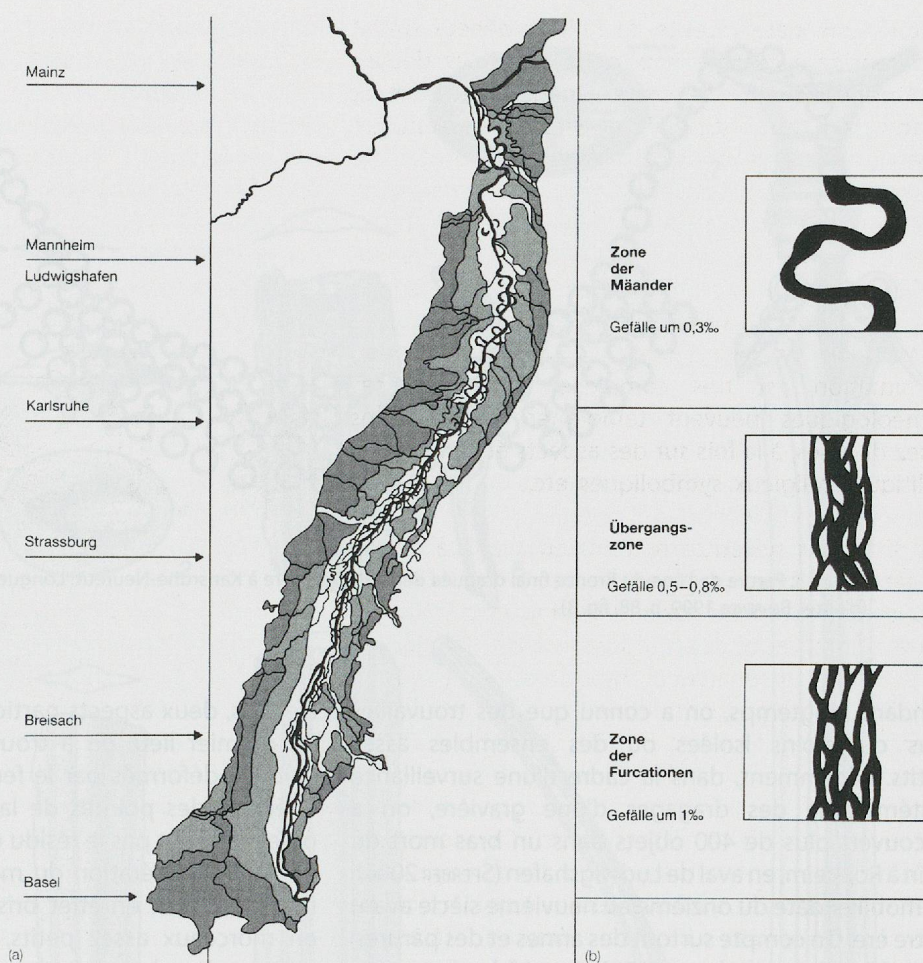 Mainz
Mannheim
Ludwigshafen
Karlsruhe
Strassburg
Breisach
Basel
(a)
Zone
der
Mäander
Gefälle um 0,3‰
Übergangs-
zone
Gefälle 0,5–0,8‰
Zone
der
Furcationen
Gefälle um 1‰
(b)